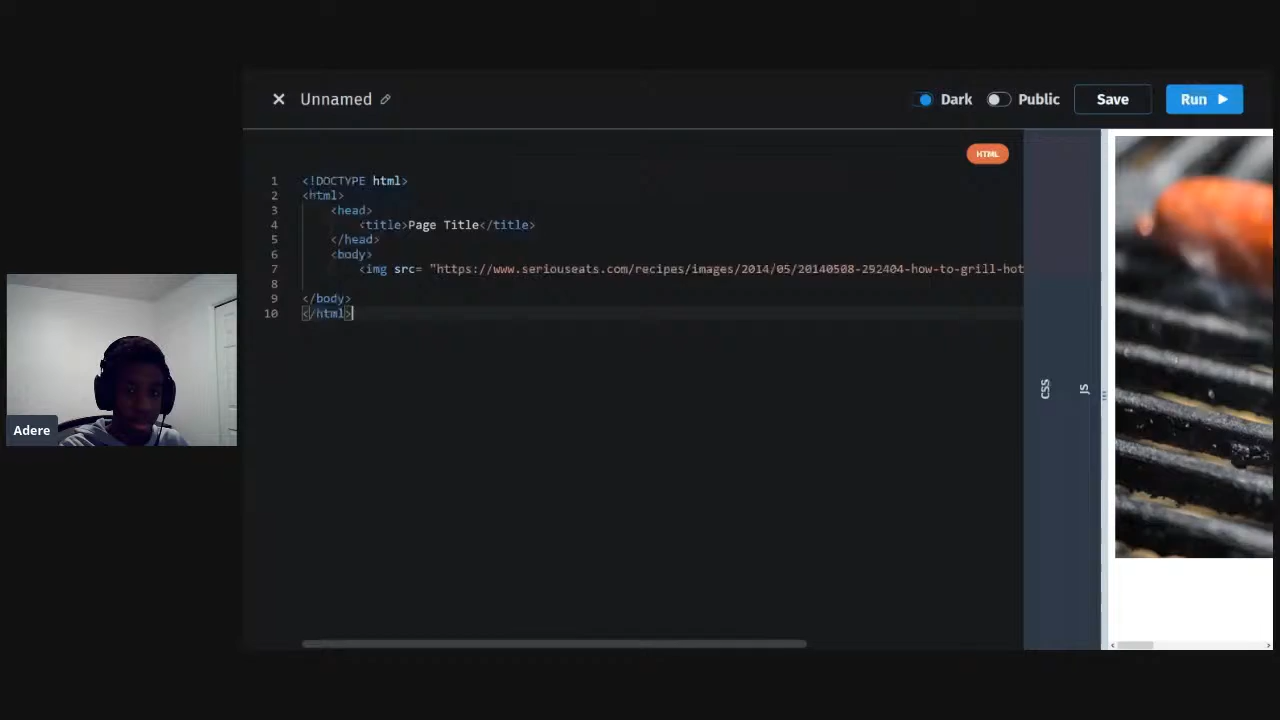 Unnamed
Dark
Public
Save
Run
HTML
1 <!DOCTYPE html>
2 <html>
3 <head>
4 <title>Page Title</title>
5 </head>
6 <body>
7 <img src= "https://www.seriouseats.com/recipes/images/2014/05/20140508-292404-how-to-grill-hot
8
9 </body>
10 </html>
CSS
JS
Adere